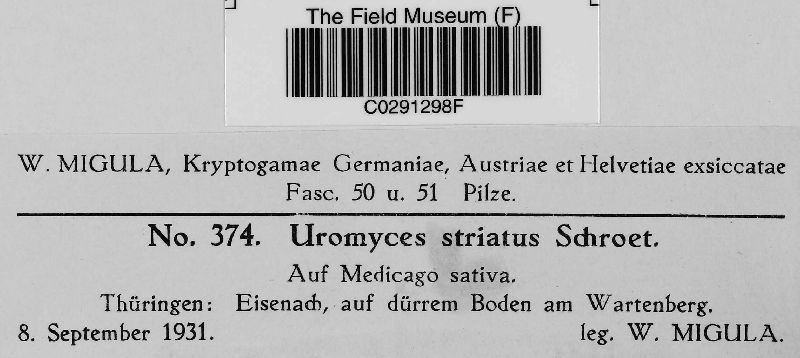 The Field Museum (F)
C0291298F
W. MIGULA, Kryptogamae Germaniae, Austriae et Helvetiae exsiccatae
Fasc. 50 u. 51 Pilze.
No. 374. Uromyces striatus Schroet.
Auf Medicago sativa.
Thüringen: Eisenach, auf dürrem Boden am Wartenberg.
8. September 1931. leg. W. MIGULA.